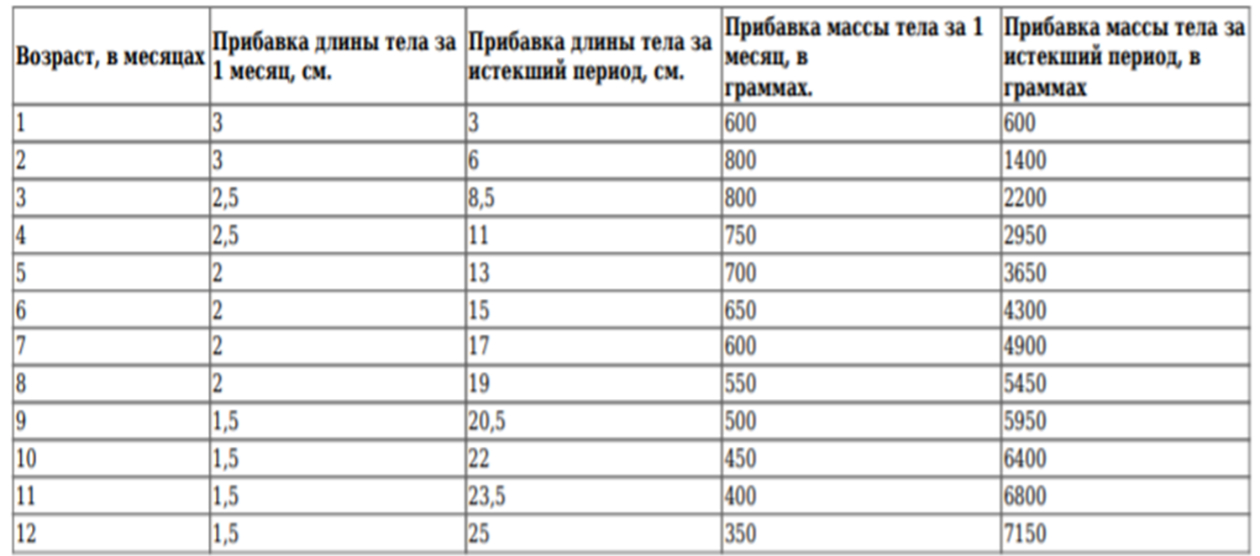 Возраст, в месяцах Прибавка длины тела за 1 месяц, см. Прибавка длины тела за истекший период, см. Прибавка массы тела за 1 месяц, в граммах. Прибавка массы тела за истекший период, в граммах
1 3 3 600 600
2 3 6 800 1400
3 2,5 8,5 800 2200
4 2,5 11 750 2950
5 2 13 700 3650
6 2 15 650 4300
7 2 17 600 4900
8 2 19 550 5450
9 1,5 20,5 500 5950
10 1,5 22 450 6400
11 1,5 23,5 400 6800
12 1,5 25 350 7150